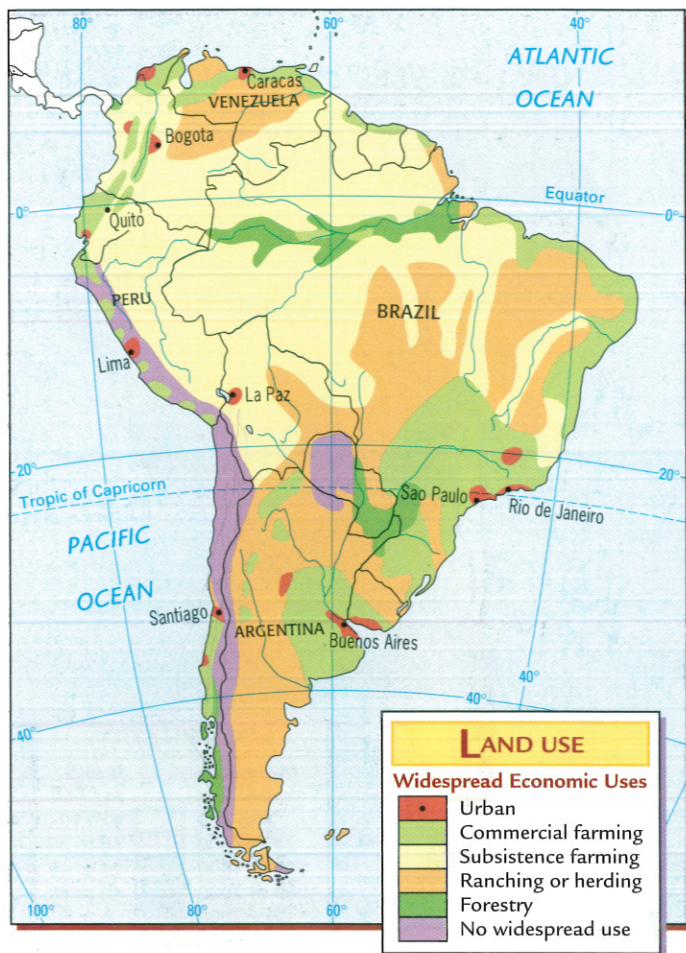 80°
60°
40°
ATLANTIC
OCEAN
Caracas
VENEZUELA
Bogota
Equator
0°
Quito
0°
PERU
BRAZIL
Lima
La Paz
20°
Tropic of Capricorn
Sao Paulo
20°
Rio de Janeiro
PACIFIC
OCEAN
Santiago
ARGENTINA
Buenos Aires
40°
40°
40°
LAND USE
Widespread Economic Uses
Urban
Commercial farming
Subsistence farming
Ranching or herding
Forestry
No widespread use
100°
80°
60°